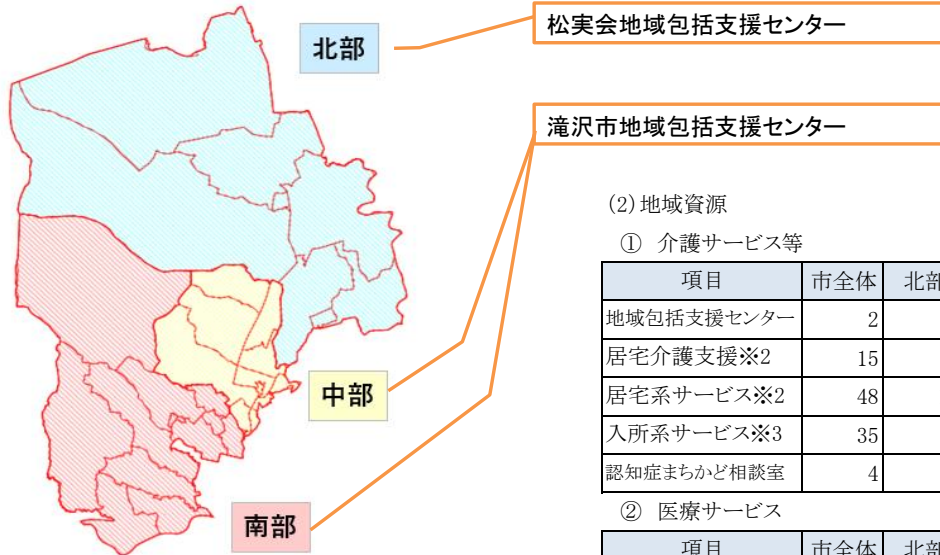 松実会地域包括支援センター
北部
滝沢市地域包括支援センター
中部
南部
(2)地域資源
① 介護サービス等
項目 市全体 北部
地域包括支援センター 2
居宅介護支援※2 15
居宅系サービス※2 48
入所系サービス※3 35
認知症まちかど相談室 4
② 医療サービス
項目 市全体 北部